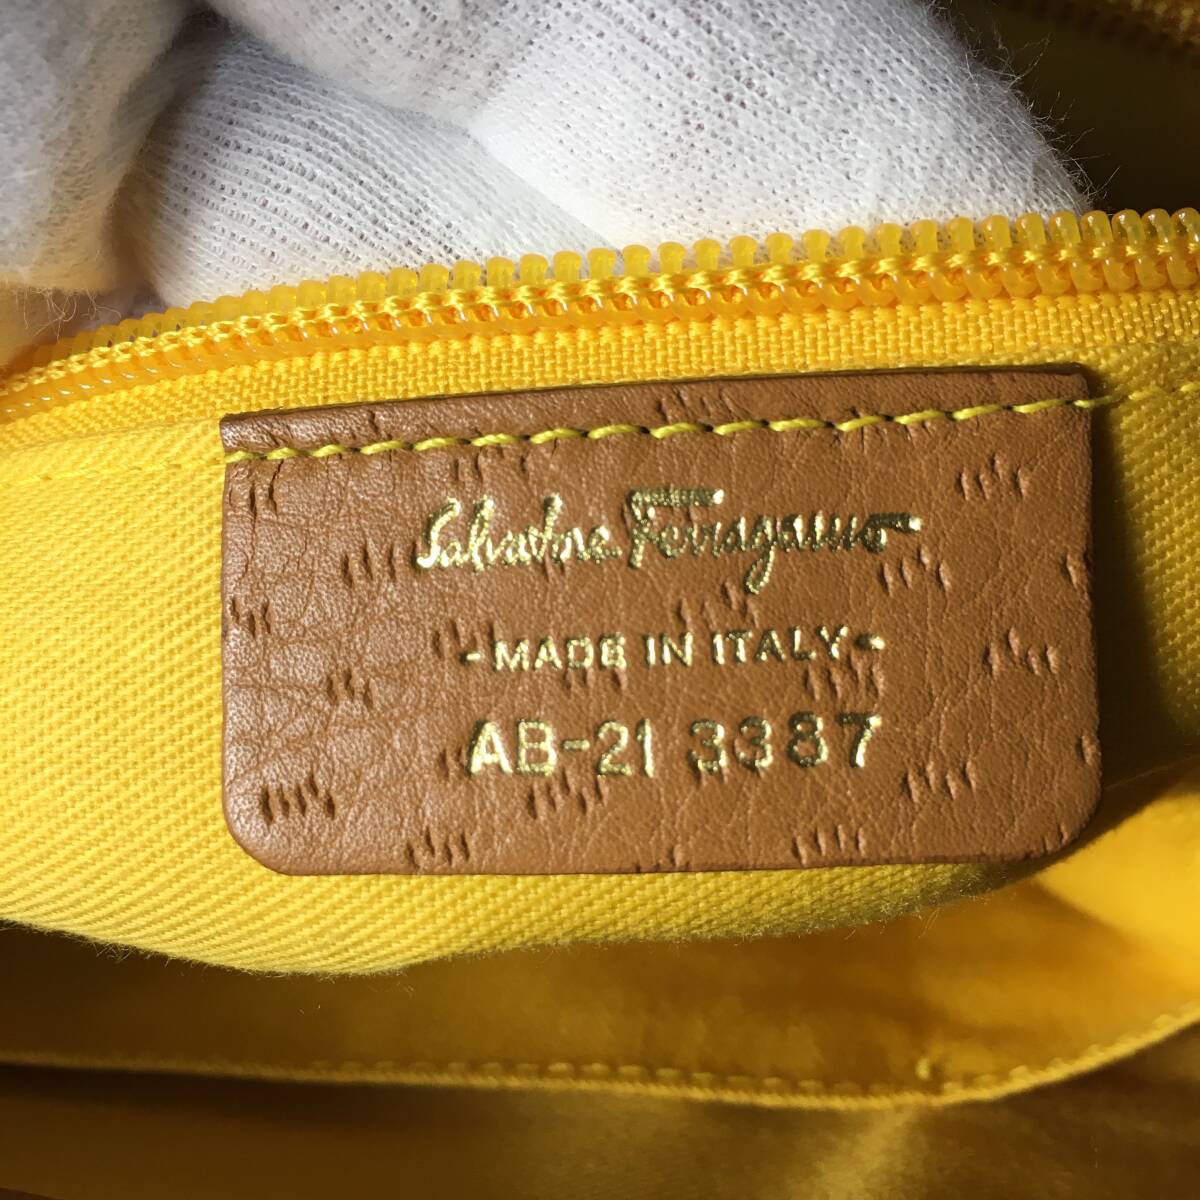 Salvatore Ferragamo
-MADE IN ITALY-
AB-21 3387